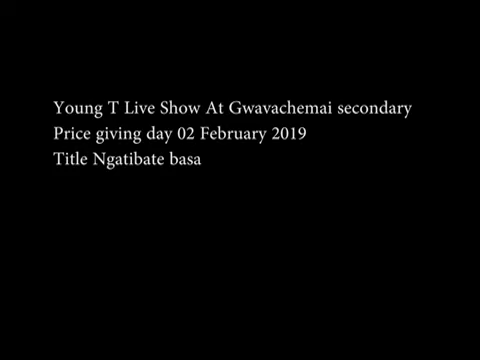 Young T Live Show At Gwavachemai secondary
Price giving day 02 February 2019
Title Ngatibate basa